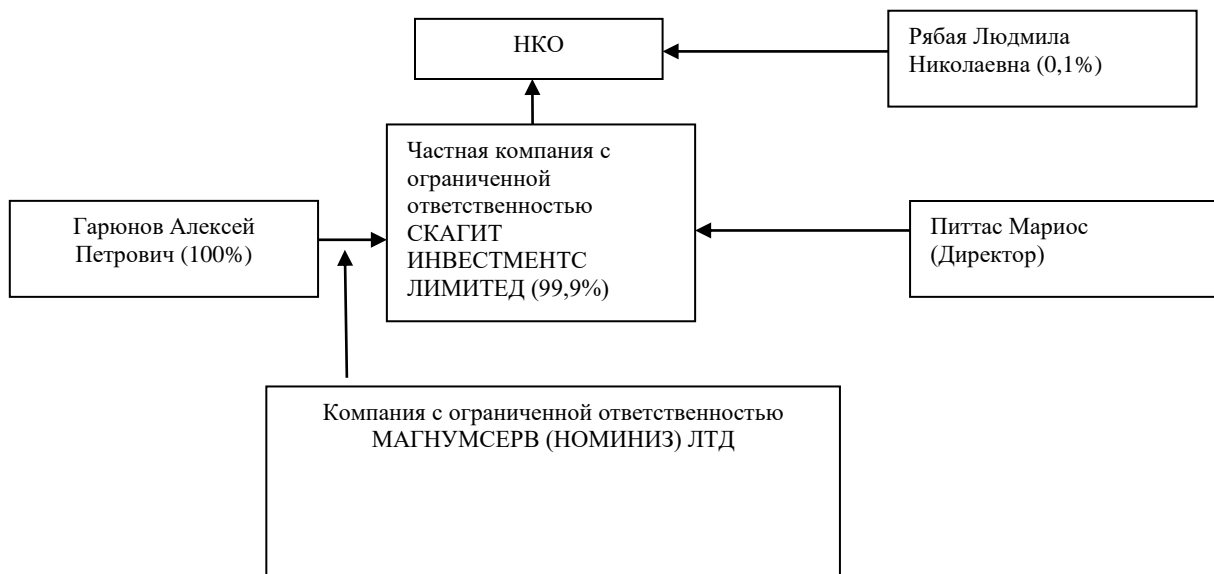 НКО
Рябая Людмила
Николаевна (0,1%)
Частная компания с
ограниченной
ответственностью
СКАГИТ
ИНВЕСТМЕНТС
ЛИМИТЕД (99,9%)
Гарюнов Алексей
Петрович (100%)
Питтас Мариос
(Директор)
Компания с ограниченной ответственностью
МАГНУМСЕРВ (НОМИНИЗ) ЛТД